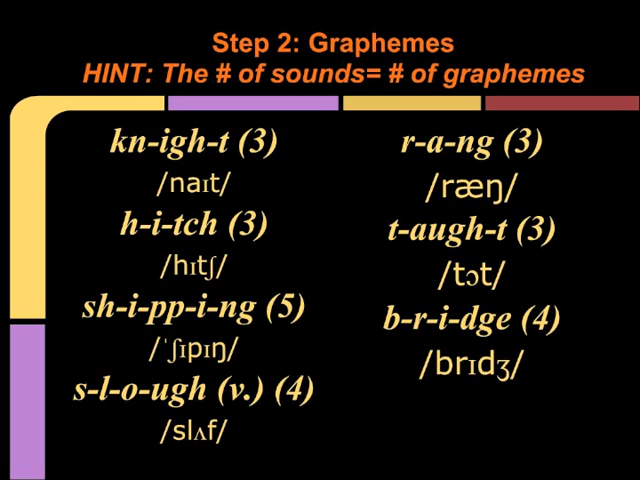 Step 2: Graphemes
HINT: The # of sounds= # of graphemes
kn-igh-t (3)
/naɪt/
h-i-tch (3)
/hɪtʃ/
sh-i-pp-i-ng (5)
/ˈʃɪpɪŋ/
s-l-o-ugh (v.) (4)
/slʌf/
r-a-ng (3)
/ræŋ/
t-augh-t (3)
/tɔt/
b-r-i-dge (4)
/brɪdʒ/